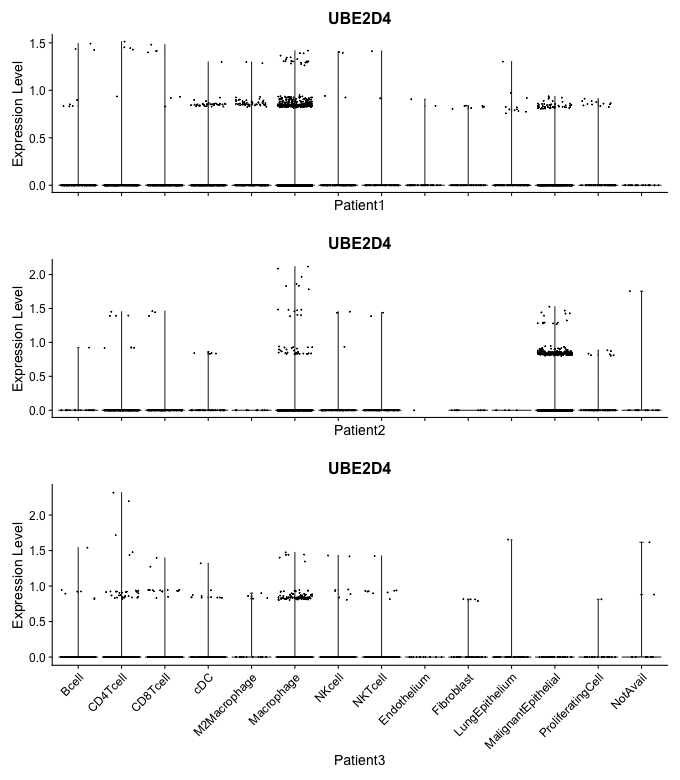 UBE2D4
Expression Level
1.5
1.0
0.5
0.0
Patient1
UBE2D4
Expression Level
2.0
1.5
1.0
0.5
0.0
Patient2
UBE2D4
Expression Level
2.0
1.5
1.0
0.5
0.0
Bcell
CD4Tcell
CD8Tcell
cDC
M2Macrophage
Macrophage
NKcell
NKTcell
Endothelium
Fibroblast
LungEpithelium
MalignantEpithelial
ProliferatingCell
NotAvail
Patient3